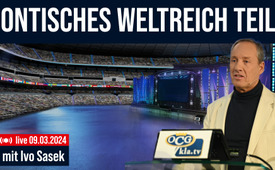 ONTISCHES WELTREICH TEIL
live 09.03.2024
mit Ivo Sasek
OCG
kla.tv